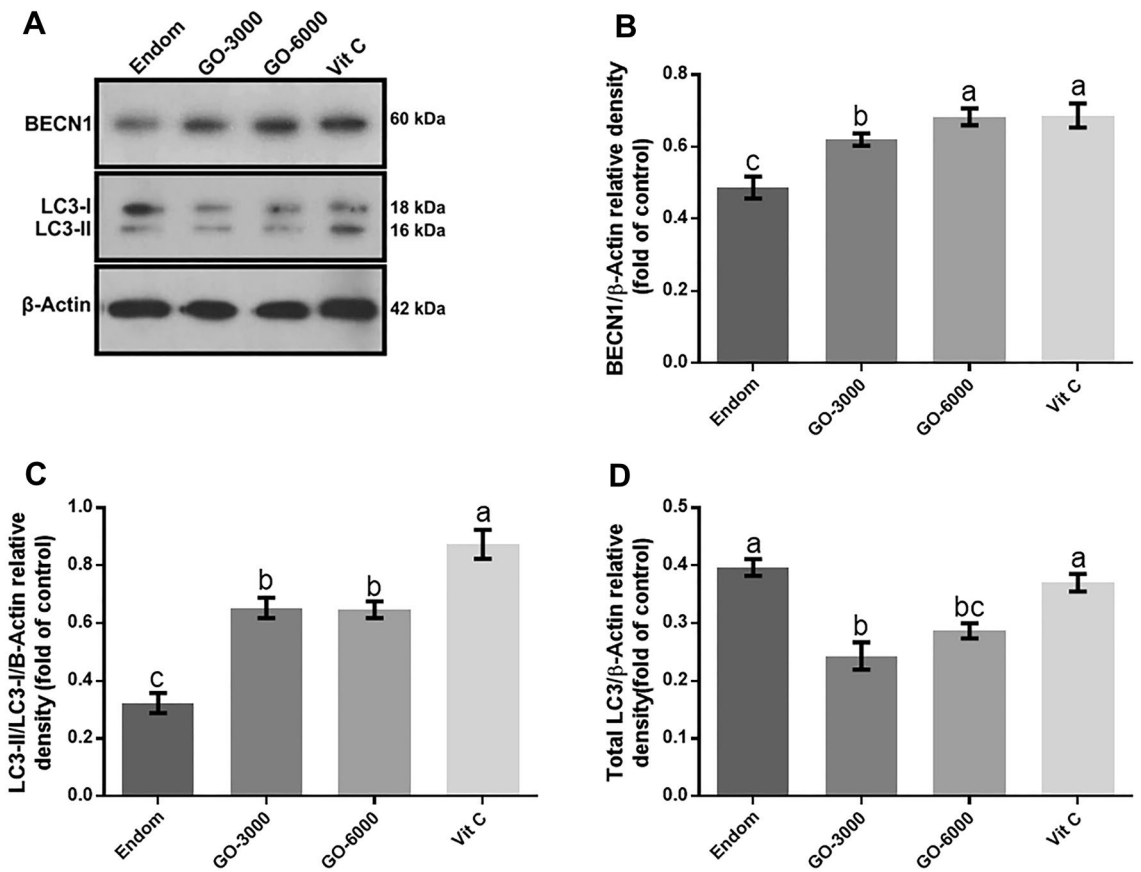 A
Endom GO-3000 GO-6000 Vit C
BECN1 60 kDa
LC3-I 18 kDa
LC3-II 16 kDa
β-Actin 42 kDa
B
BECN1/β-Actin relative density
(fold of control)
0.8
0.6
0.4
0.2
0.0
c b a a
Endom GO-3000 GO-6000 Vit C
C
LC3-II/LC3-I/B-Actin relative
density (fold of control)
1.0
0.8
0.6
0.4
0.2
0.0
c b b a
Endom GO-3000 GO-6000 Vit C
D
Total LC3/β-Actin relative
density(fold of control)
0.5
0.4
0.3
0.2
0.1
0.0
a b bc a
Endom GO-3000 GO-6000 Vit C